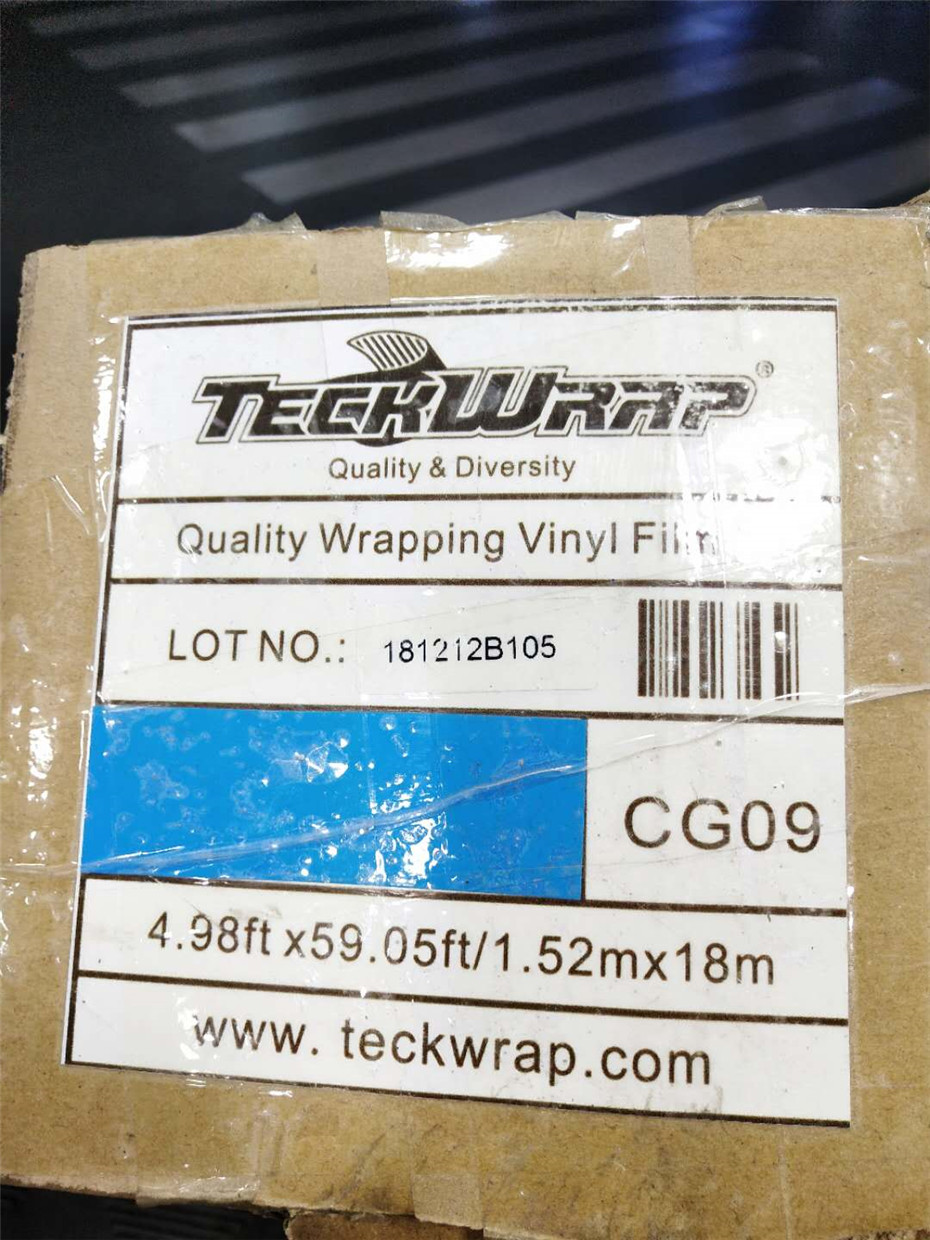 TECKWRAP®
Quality & Diversity
Quality Wrapping Vinyl Film
LOT NO.: 181212B105
CG09
4.98ft x59.05ft/1.52mx18m
www. teckwrap.com